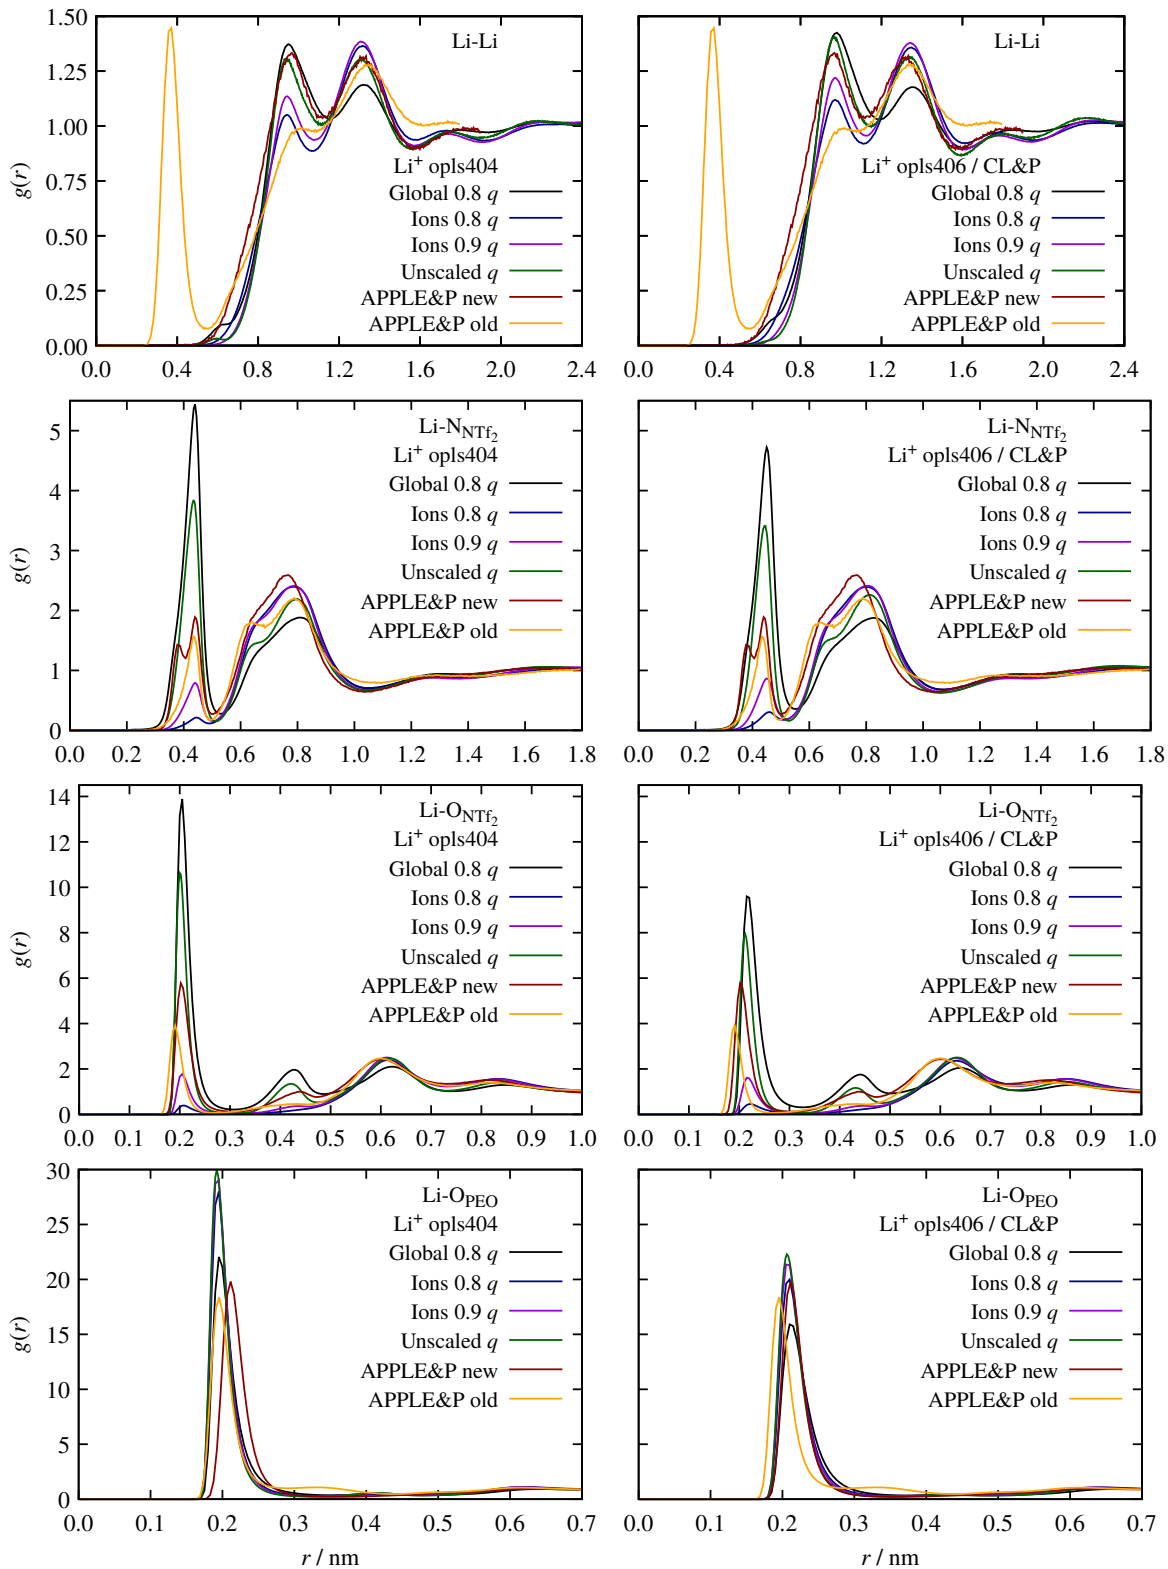 1.50
1.25
1.00
0.75
0.50
0.25
0.00
g(r)
Li-Li
Li⁺ opls404
Global 0.8 q
Ions 0.8 q
Ions 0.9 q
Unscaled q
APPLE&P new
APPLE&P old
0.0 0.4 0.8 1.2 1.6 2.0 2.4
Li-Li
Li⁺ opls406 / CL&P
Global 0.8 q
Ions 0.8 q
Ions 0.9 q
Unscaled q
APPLE&P new
APPLE&P old
0.0 0.4 0.8 1.2 1.6 2.0 2.4
5
4
3
2
1
0
g(r)
Li-N_NTf₂
Li⁺ opls404
Global 0.8 q
Ions 0.8 q
Ions 0.9 q
Unscaled q
APPLE&P new
APPLE&P old
0.0 0.2 0.4 0.6 0.8 1.0 1.2 1.4 1.6 1.8
Li-N_NTf₂
Li⁺ opls406 / CL&P
Global 0.8 q
Ions 0.8 q
Ions 0.9 q
Unscaled q
APPLE&P new
APPLE&P old
0.0 0.2 0.4 0.6 0.8 1.0 1.2 1.4 1.6 1.8
14
12
10
8
6
4
2
0
g(r)
Li-O_NTf₂
Li⁺ opls404
Global 0.8 q
Ions 0.8 q
Ions 0.9 q
Unscaled q
APPLE&P new
APPLE&P old
0.0 0.1 0.2 0.3 0.4 0.5 0.6 0.7 0.8 0.9 1.0
Li-O_NTf₂
Li⁺ opls406 / CL&P
Global 0.8 q
Ions 0.8 q
Ions 0.9 q
Unscaled q
APPLE&P new
APPLE&P old
0.0 0.1 0.2 0.3 0.4 0.5 0.6 0.7 0.8 0.9 1.0
30
25
20
15
10
5
0
g(r)
Li-O_PEO
Li⁺ opls404
Global 0.8 q
Ions 0.8 q
Ions 0.9 q
Unscaled q
APPLE&P new
APPLE&P old
0.0 0.1 0.2 0.3 0.4 0.5 0.6 0.7
r / nm
Li-O_PEO
Li⁺ opls406 / CL&P
Global 0.8 q
Ions 0.8 q
Ions 0.9 q
Unscaled q
APPLE&P new
APPLE&P old
0.0 0.1 0.2 0.3 0.4 0.5 0.6 0.7
r / nm